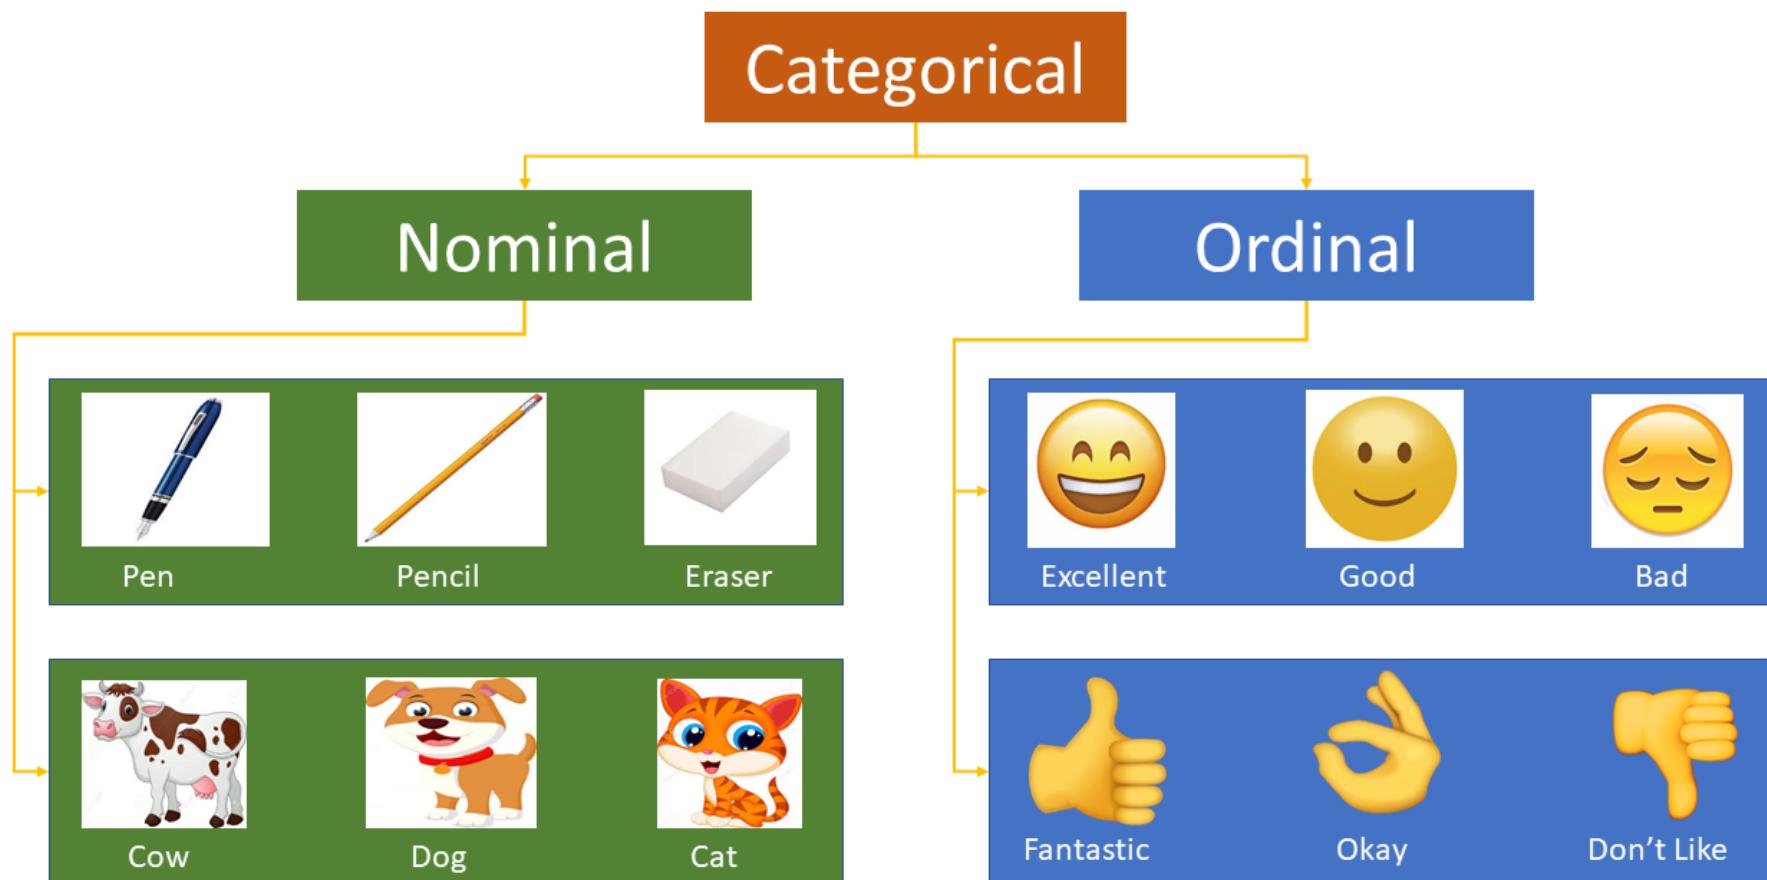 Categorical
Nominal
Ordinal
Pen Pencil Eraser
Excellent Good Bad
Cow Dog Cat
Fantastic Okay Don't Like